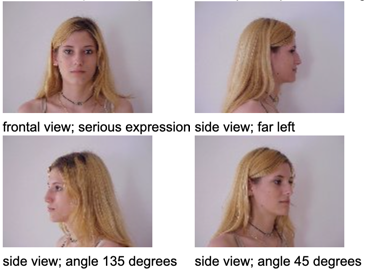 frontal view; serious expression side view; far left
side view; angle 135 degrees side view; angle 45 degrees